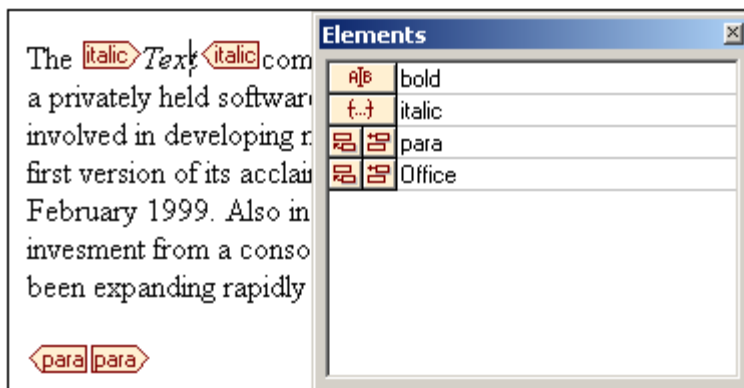 The italic Text italic com
a privately held softwar
involved in developing
first version of its acclai
February 1999. Also in
invesment from a conso
been expanding rapidly
para para
Elements
A B bold
{...} italic
para
Office